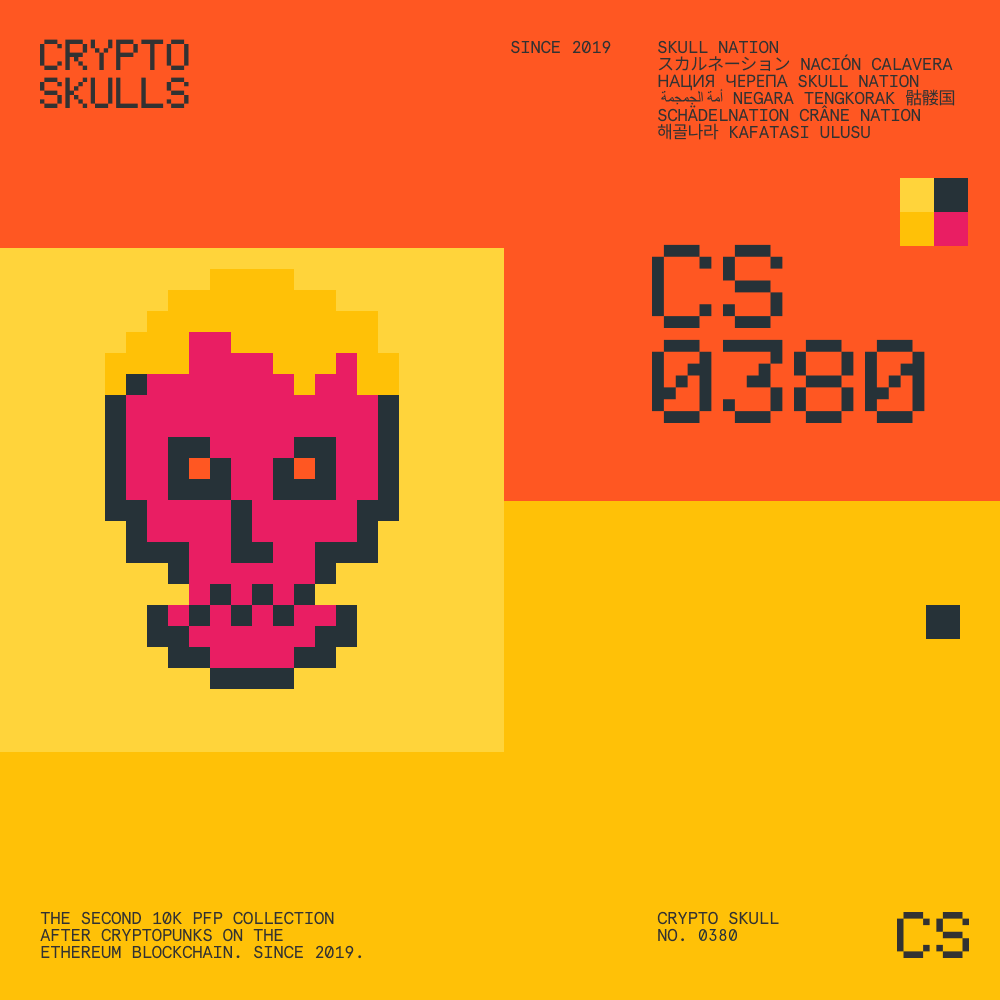 CRYPTO
SKULLS
SINCE 2019
SKULL NATION
スカルネーション NACIÓN CALAVERA
НАЦИЯ ЧЕРЕПА SKULL NATION
أمة الجمجمة NEGARA TENGKORAK 骷髅国
SCHÄDELNATION CRÂNE NATION
해골나라 KAFATASI ULUSU
CS
0380
THE SECOND 10K PFP COLLECTION
AFTER CRYPTOPUNKS ON THE
ETHEREUM BLOCKCHAIN. SINCE 2019.
CRYPTO SKULL
NO. 0380
CS